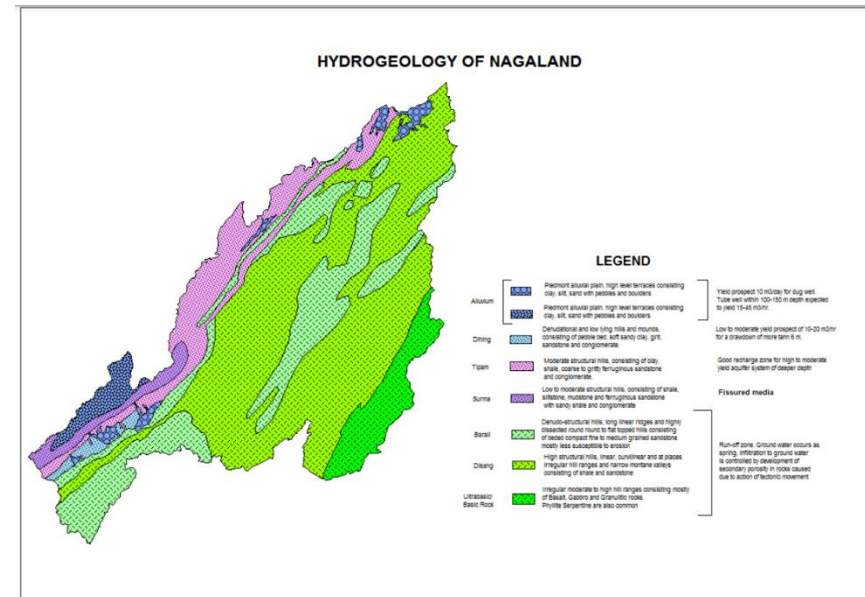 HYDROGEOLOGY OF NAGALAND
LEGEND
Alluvium
Piedmont alluvial plain, high level terraces consisting
clay, silt, sand with pebbles and boulders
Piedmont alluvial plain, high level terraces consisting
clay, silt, sand with pebbles and boulders
Yield prospect 10 m3/day for dug well.
Tube well within 100-150 m depth expected
to yield 15-45 m3/hr.
Dihing
Denudational and low lying hills and mounds,
consisting of pebble bed, soft sandy clay, grit,
sandstone and conglomerate.
Low to moderate yield prospect of 10-20 m3/hr
for a drawdown of more tann 6 m.
Tipam
Moderate structural hills, consisting of clay,
shale, coarse to gritty ferruginous sandstone
and conglomerate.
Good recharge zone for high to moderate
yield aquifer system of deeper depth
Surma
Low to moderate structural hills, consisting of shale,
siltstone, mudstone and ferruginous sandstone
with sandy shale and conglomerate
Fissured media
Barail
Denudo-structural hills, long linear ridges and highly
dissected round round to flat topped hills consisting
of beded compact fine to medium grained sandstone
mostly less susceptible to erosion
Disang
High structural hills, linear, curvilinear and at places
irregular hill ranges and narrow montane valleys
consisting of shale and sandstone
Ultrabasic/
Basic Rock
Irregular moderate to high hill ranges consisting mostly
of Basalt, Gabbro and Granulitic rocks.
Phyllite Serpentine are also common
Run-off zone. Ground water occurs as
spring, infiltration to ground water
is controlled by development of
secondary porosity in rocks caused
due to action of tectonic movement